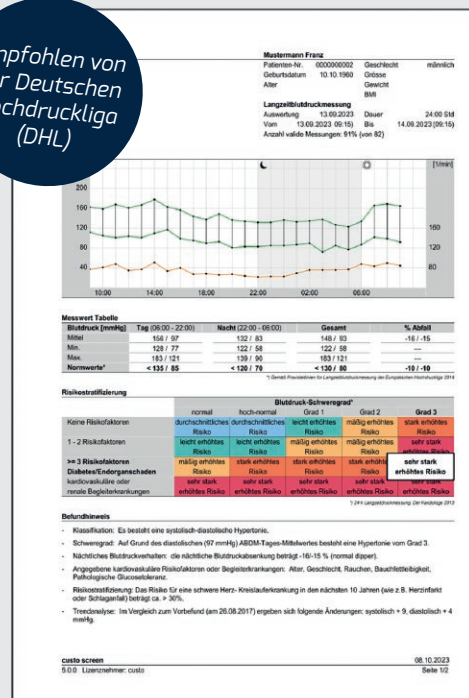 mpfohlen von
r Deutschen
chdruckliga
(DHL)
Mustermann Franz
Patienten-Nr. 0000000002 Geschlecht männlich
Geburtsdatum 10.10.1960 Grösse
Alter Gewicht
BMI
Langzeitblutdruckmessung
Auswertung 13.09.2023 Dauer 24:00 Std
Vom 13.09.2023 (09:15) Bis 14.09.2023 (09:15)
Anzahl valide Messungen: 91% (von 82)
[1/min]
200
160 160
120 120
80
40 80
10:00 14:00 18:00 22:00 02:00 06:00
Messwert Tabelle
Blutdruck [mmHg] Tag (06:00 - 22:00) Nacht (22:00 - 06:00) Gesamt % Abfall
Mittel 156 / 97 132 / 83 148 / 93 -16 / -15
Min. 128 / 77 122 / 58 122 / 58 ---
Max. 183 / 121 139 / 90 183 / 121 ---
Normwerte* < 135 / 85 < 120 / 70 < 130 / 80 -10 / -10
Risikostratifizierung
Blutdruck-Schweregrad*
normal hoch-normal Grad 1 Grad 2 Grad 3
Keine Risikofaktoren durchschnittliches Risiko durchschnittliches Risiko leicht erhöhtes Risiko mäßig erhöhtes Risiko stark erhöhtes Risiko
1 - 2 Risikofaktoren leicht erhöhtes Risiko leicht erhöhtes Risiko mäßig erhöhtes Risiko mäßig erhöhtes Risiko sehr stark erhöhtes Risiko
>= 3 Risikofaktoren Diabetes/Endorganschaden mäßig erhöhtes Risiko stark erhöhtes Risiko stark erhöhtes Risiko stark erhöhtes Risiko sehr stark erhöhtes Risiko
kardiovaskuläre oder renale Begleiterkrankungen sehr stark erhöhtes Risiko sehr stark erhöhtes Risiko sehr stark erhöhtes Risiko sehr stark erhöhtes Risiko sehr stark erhöhtes Risiko
Befundhinweis
- Klassifikation: Es besteht eine systolisch-diastolische Hypertonie.
- Schweregrad: Auf Grund des diastolischen (97 mmHg) ABDM-Tages-Mittelwertes besteht eine Hypertonie vom Grad 3.
- Nächtliches Blutdruckverhalten: die nächtliche Blutdruckabsenkung beträgt -16/-15 % (normal dipper).
- Angegebene kardiovaskuläre Risikofaktoren oder Begleiterkrankungen: Alter, Geschlecht, Rauchen, Bauchfettleibigkeit,
Pathologische Glucosetoleranz.
- Risikostratifizierung: Das Risiko für eine schwere Herz- Kreislauferkrankung in den nächsten 10 Jahren (wie z.B. Herzinfarkt
oder Schlaganfall) beträgt ca. > 30%.
- Trendanalyse: Im Vergleich zum Vorbefund (am 26.08.2017) ergeben sich folgende Änderungen: systolisch + 9, diastolisch + 4
mmHg.
custo screen 08.10.2023
5.0.0 Lizenznehmer: custo Seite 1/2